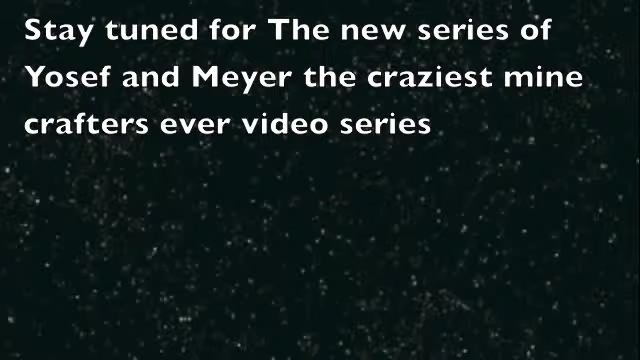 Stay tuned for The new series of
Yosef and Meyer the craziest mine
crafters ever video series